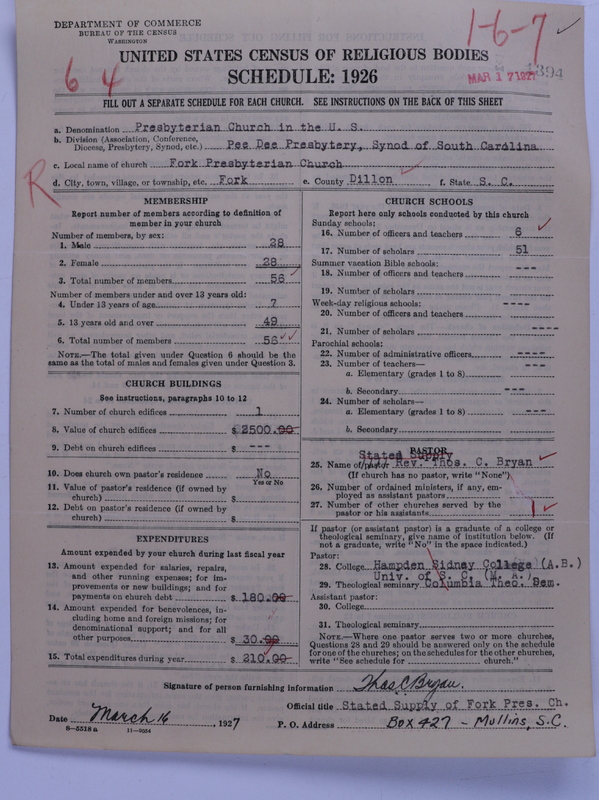 DEPARTMENT OF COMMERCE
BUREAU OF THE CENSUS
WASHINGTON
1-6-7
6 4
UNITED STATES CENSUS OF RELIGIOUS BODIES
SCHEDULE: 1926
MAR 17 1927
FILL OUT A SEPARATE SCHEDULE FOR EACH CHURCH. SEE INSTRUCTIONS ON THE BACK OF THIS SHEET
a. Denomination Presbyterian Church in the U. S.
b. Division (Association, Conference, Diocese, Presbytery, Synod, etc.) Pee Dee Presbytery, Synod of South Carolina
c. Local name of church Fork Presbyterian Church
R
d. City, town, village, or township, etc. Fork e. County Dillon f. State S. C.
MEMBERSHIP
Report number of members according to definition of
member in your church
Number of members, by sex:
1. Male 28
2. Female 28
3. Total number of members 56
Number of members under and over 13 years old:
4. Under 13 years of age 7
5. 13 years old and over 49
6. Total number of members 56
NOTE.—The total given under Question 6 should be the
same as the total of males and females given under Question 3.
CHURCH BUILDINGS
See instructions, paragraphs 10 to 12
7. Number of church edifices 1
8. Value of church edifices $ 2500.00
9. Debt on church edifices $ ---
10. Does church own pastor's residence No
Yes or No
11. Value of pastor's residence (if owned by
church) $
12. Debt on pastor's residence (if owned by
church) $
EXPENDITURES
Amount expended by your church during last fiscal year
13. Amount expended for salaries, repairs,
and other running expenses; for im-
provements or new buildings; and for
payments on church debt $ 180.00
14. Amount expended for benevolences, in-
cluding home and foreign missions; for
denominational support; and for all
other purposes $ 30.00
15. Total expenditures during year $ 210.00
CHURCH SCHOOLS
Report here only schools conducted by this church
Sunday schools:
16. Number of officers and teachers 6
17. Number of scholars 51
Summer vacation Bible schools:
18. Number of officers and teachers ---
19. Number of scholars
Week-day religious schools: ----
20. Number of officers and teachers
21. Number of scholars ----
Parochial schools:
22. Number of administrative officers ----
23. Number of teachers—
a. Elementary (grades 1 to 8)
b. Secondary ---
24. Number of scholars—
a. Elementary (grades 1 to 8) ---
b. Secondary
PASTOR
Stated Supply
25. Name of pastor Rev. Thos. C. Bryan
(If church has no pastor, write "None")
26. Number of ordained ministers, if any, em-
ployed as assistant pastors
27. Number of other churches served by the
pastor or his assistants 1
If pastor (or assistant pastor) is a graduate of a college or
theological seminary, give name of institution below. (If
not a graduate, write "No" in the space indicated.)
Pastor:
28. College Hampden Sidney College (A.B.)
Univ. of S. C. (M. A.)
29. Theological seminary Columbia Theo. Sem.
Assistant pastor:
30. College
31. Theological seminary
NOTE.—Where one pastor serves two or more churches,
Questions 28 and 29 should be answered only on the schedule
for one of the churches; on the schedules for the other churches,
write "See schedule for church."
Signature of person furnishing information Thos C Bryan.
Official title Stated Supply of Fork Pres. Ch.
Date March 16, 1927 P. O. Address Box 427 - Mullins, S.C.
8-5318 a 11-9034